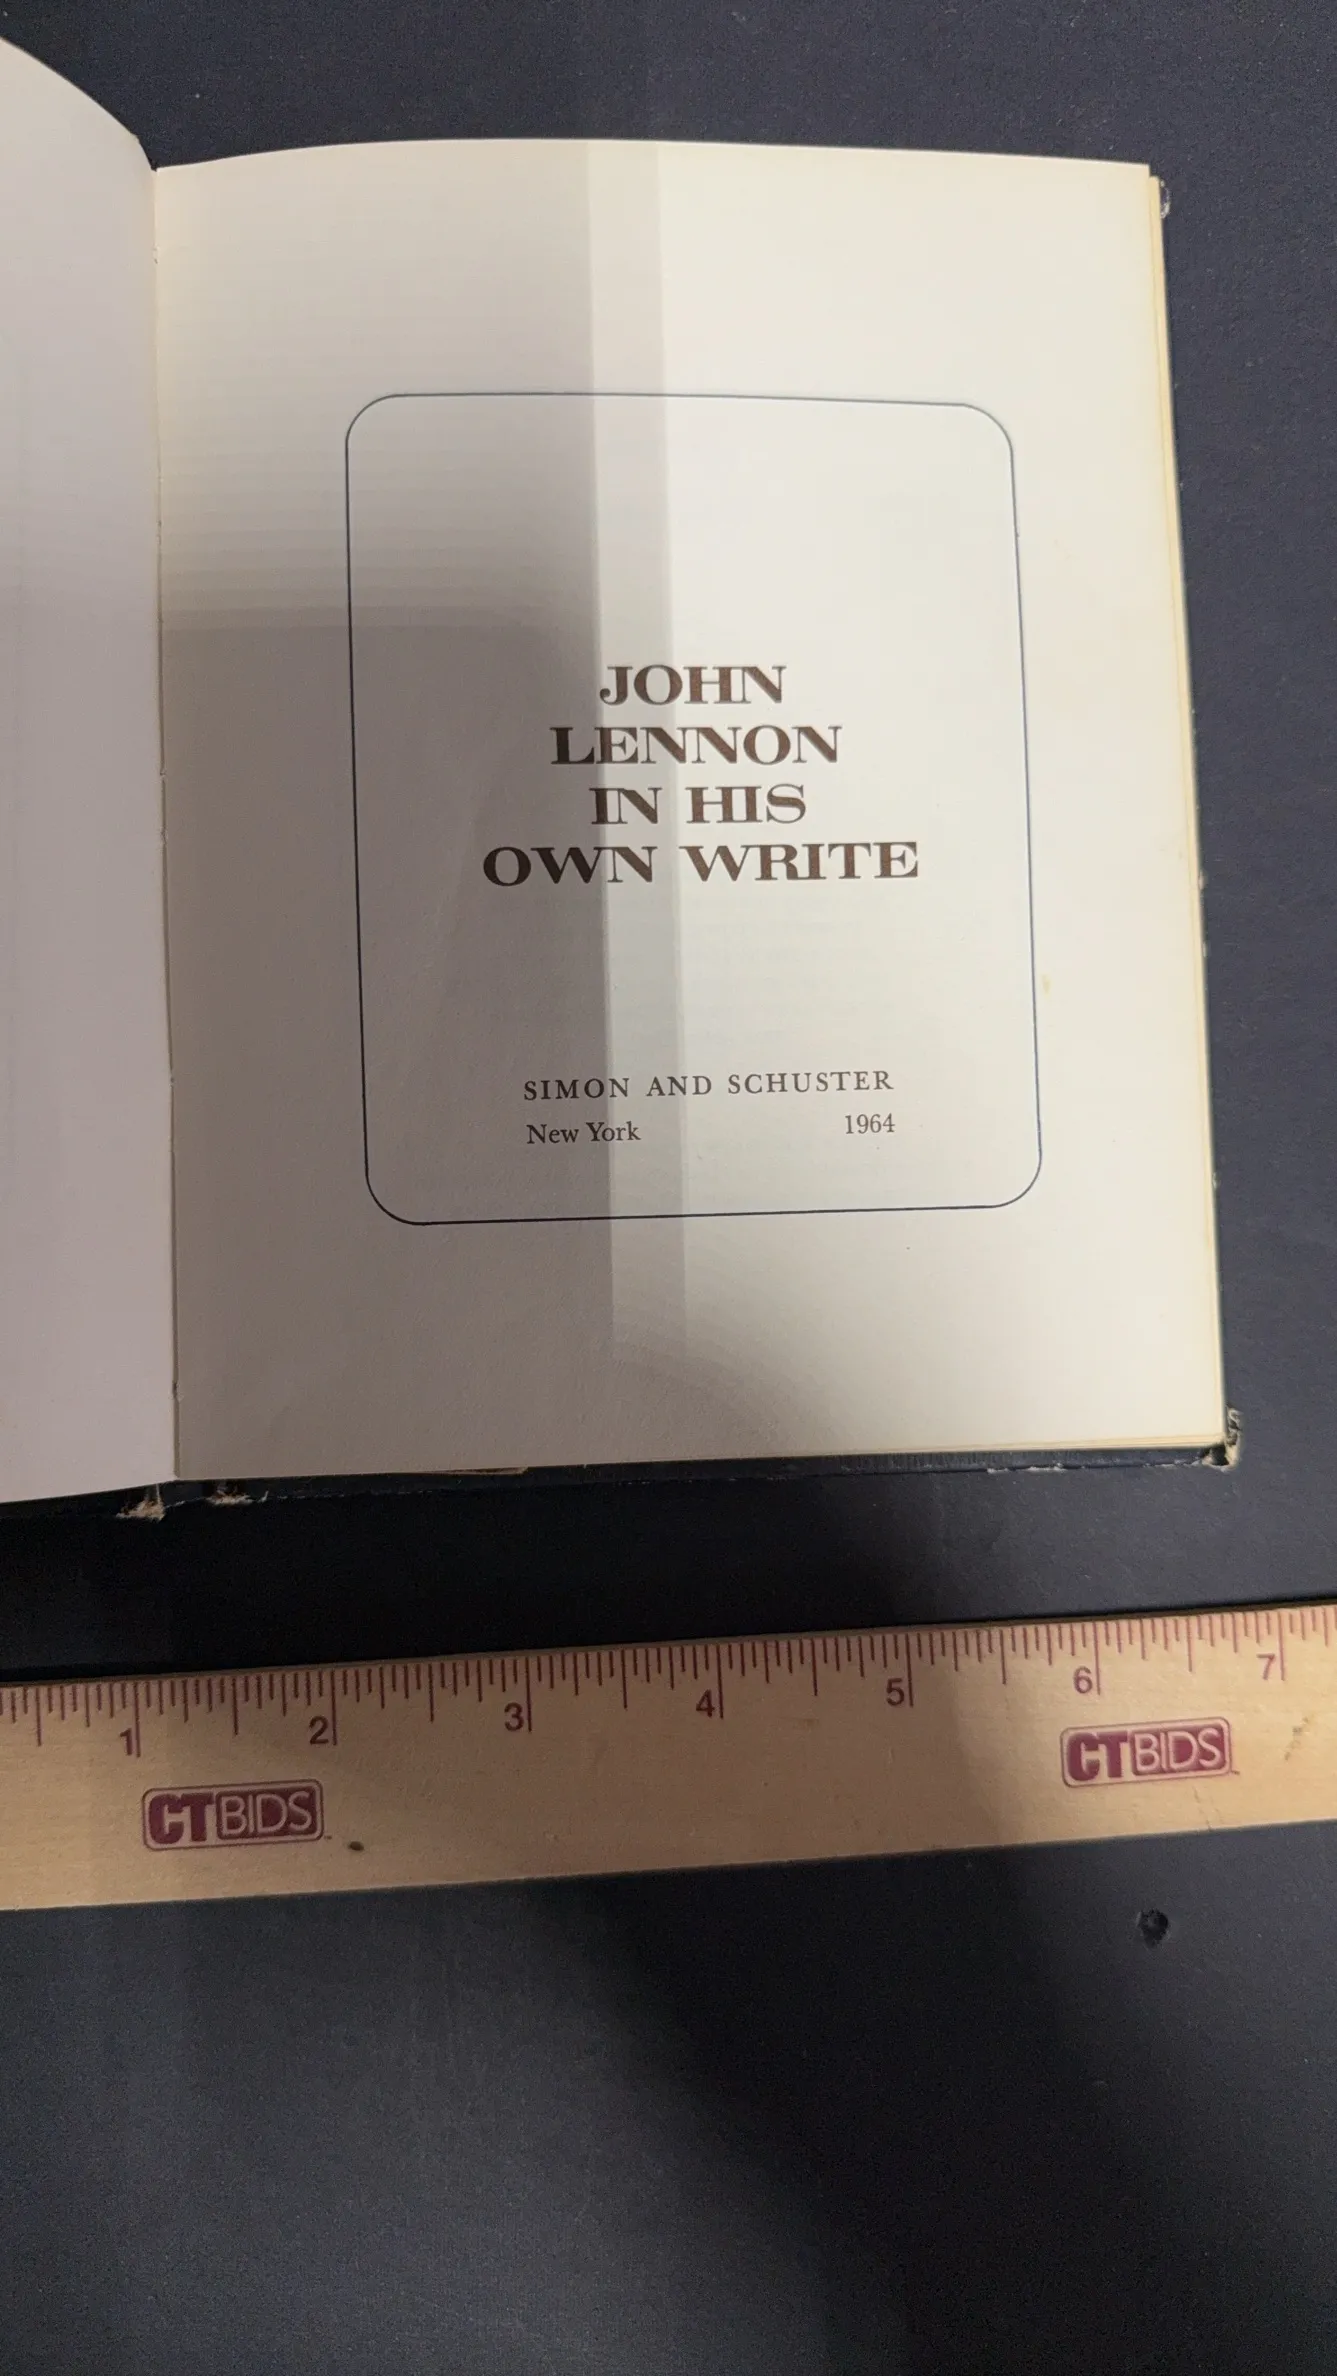 JOHN
LENNON
IN HIS
OWN WRITE
SIMON AND SCHUSTER
New York 1964
1 2 3 4 5 6 7
CTBIDS CTBIDS